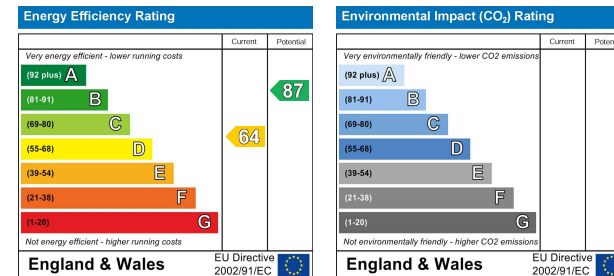 Energy Efficiency Rating
Current Potential
Very energy efficient - lower running costs
(92 plus) A
(81-91) B
(69-80) C
(55-68) D
(39-54) E
(21-38) F
(1-20) G
64
87
Not energy efficient - higher running costs
England & Wales
EU Directive
2002/91/EC
Environmental Impact (CO₂) Rating
Current Poten
Very environmentally friendly - lower CO2 emissions
(92 plus) A
(81-91) B
(69-80) C
(55-68) D
(39-54) E
(21-38) F
(1-20) G
Not environmentally friendly - higher CO2 emissions
England & Wales
EU Directive
2002/91/EC